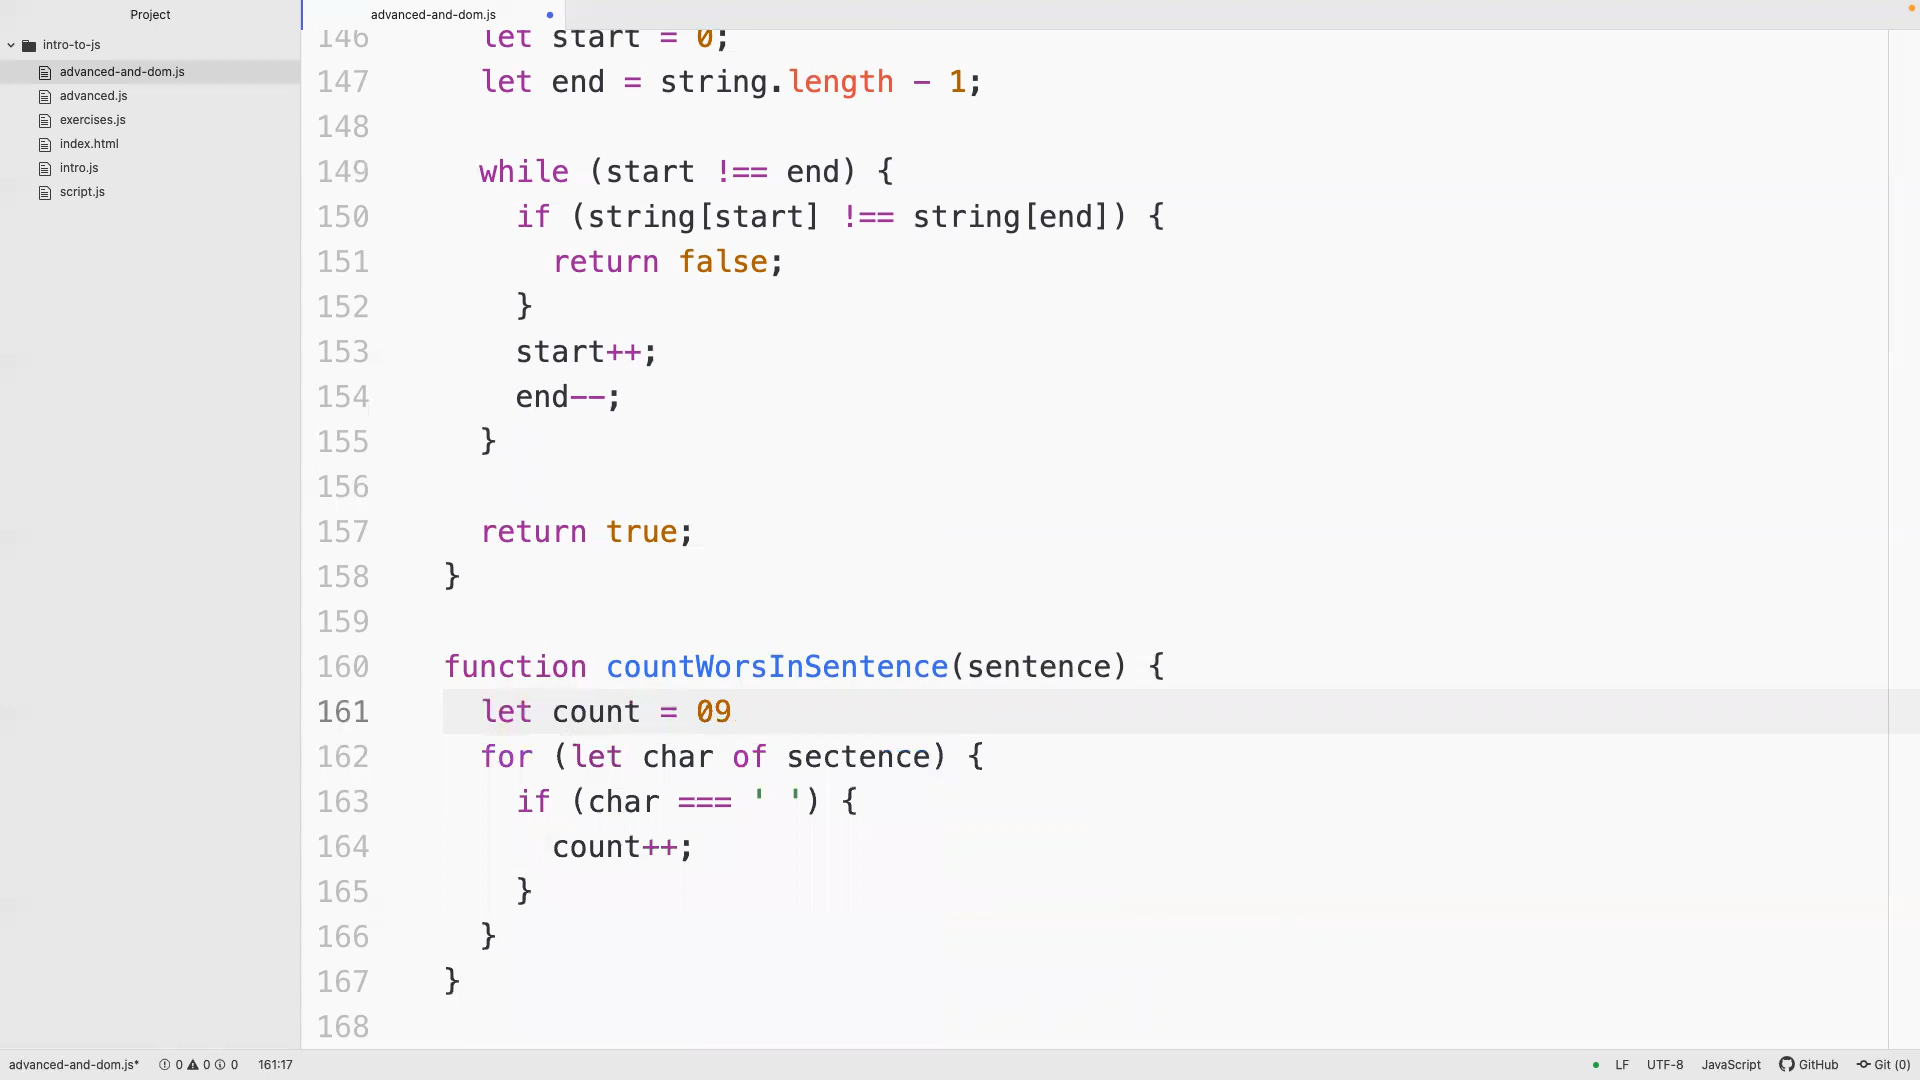 Project
advanced-and-dom.js
intro-to-js
advanced-and-dom.js
advanced.js
exercises.js
index.html
intro.js
script.js
146 let start = 0;
147 let end = string.length - 1;
148
149 while (start !== end) {
150 if (string[start] !== string[end]) {
151 return false;
152 }
153 start++;
154 end--;
155 }
156
157 return true;
158 }
159
160 function countWorsInSentence(sentence) {
161 let count = 09
162 for (let char of sectence) {
163 if (char === ' ') {
164 count++;
165 }
166 }
167 }
168
advanced-and-dom.js* 0 0 0 161:17 LF UTF-8 JavaScript GitHub Git (0)